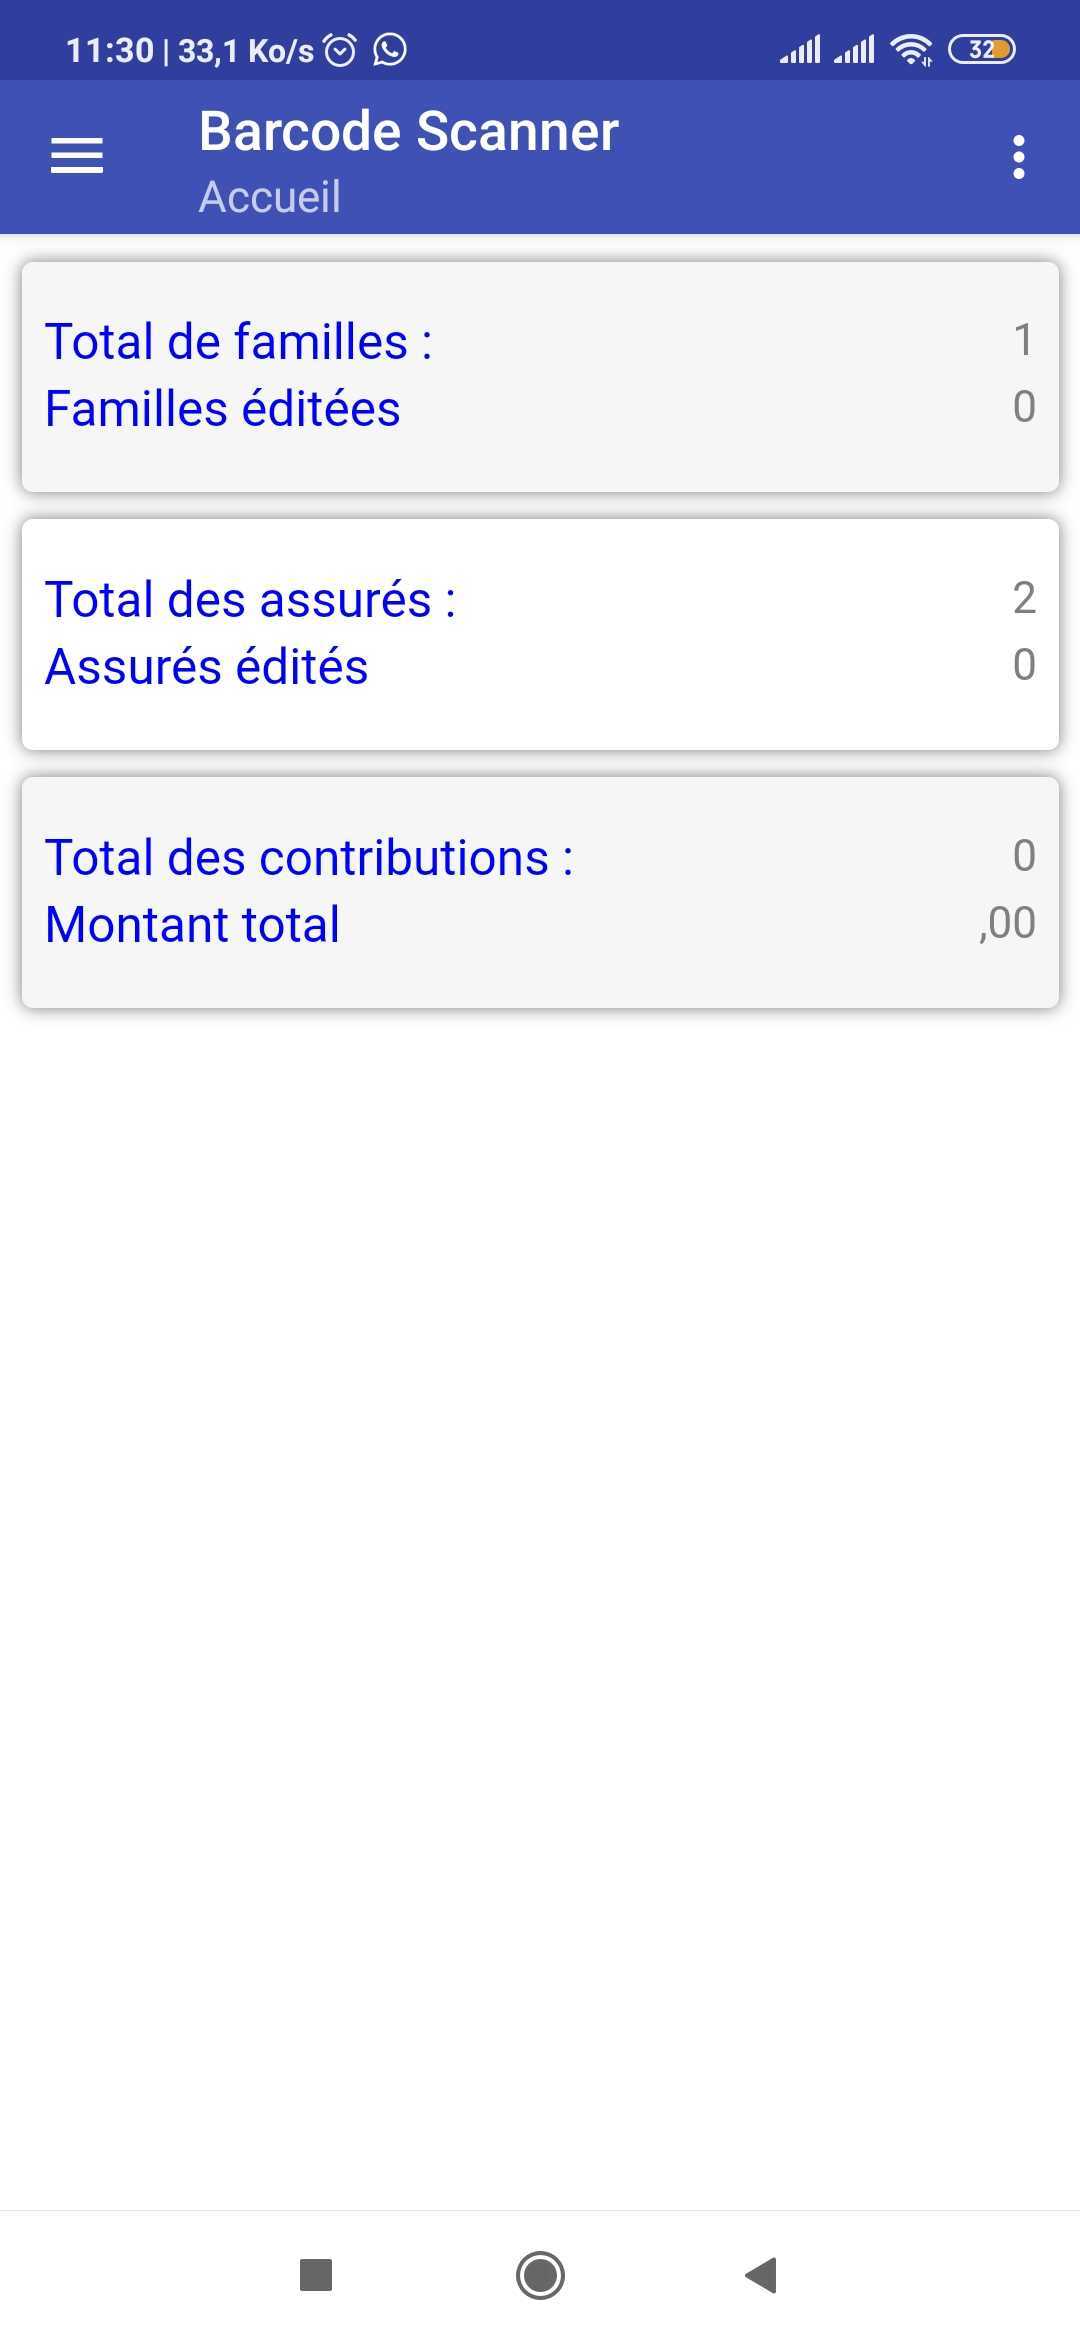 11:30 | 33,1 Ko/s 32
Barcode Scanner
Accueil
Total de familles : 1
Familles éditées 0
Total des assurés : 2
Assurés édités 0
Total des contributions : 0
Montant total ,00